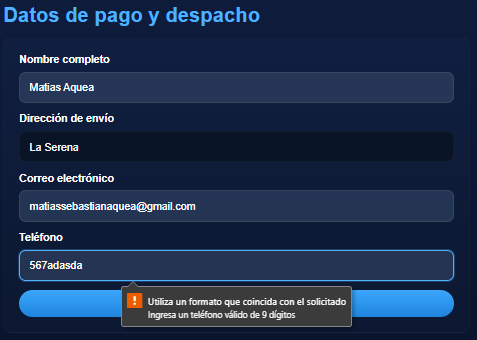 Datos de pago y despacho
Nombre completo
Matias Aquea
Dirección de envío
La Serena
Correo electrónico
matiassebastianaquea@gmail.com
Teléfono
567adasda
Utiliza un formato que coincida con el solicitado
Ingresa un teléfono válido de 9 dígitos